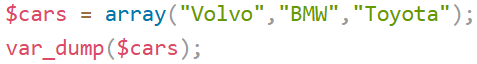 $cars = array("Volvo","BMW","Toyota");
var_dump($cars);